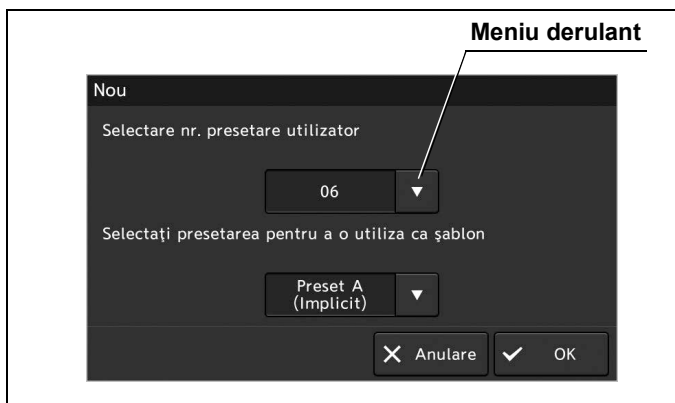 Meniu derulant
Nou
Selectare nr. presetare utilizator
06
Selectaţi presetarea pentru a o utiliza ca şablon
Preset A
(Implicit)
Anulare
OK